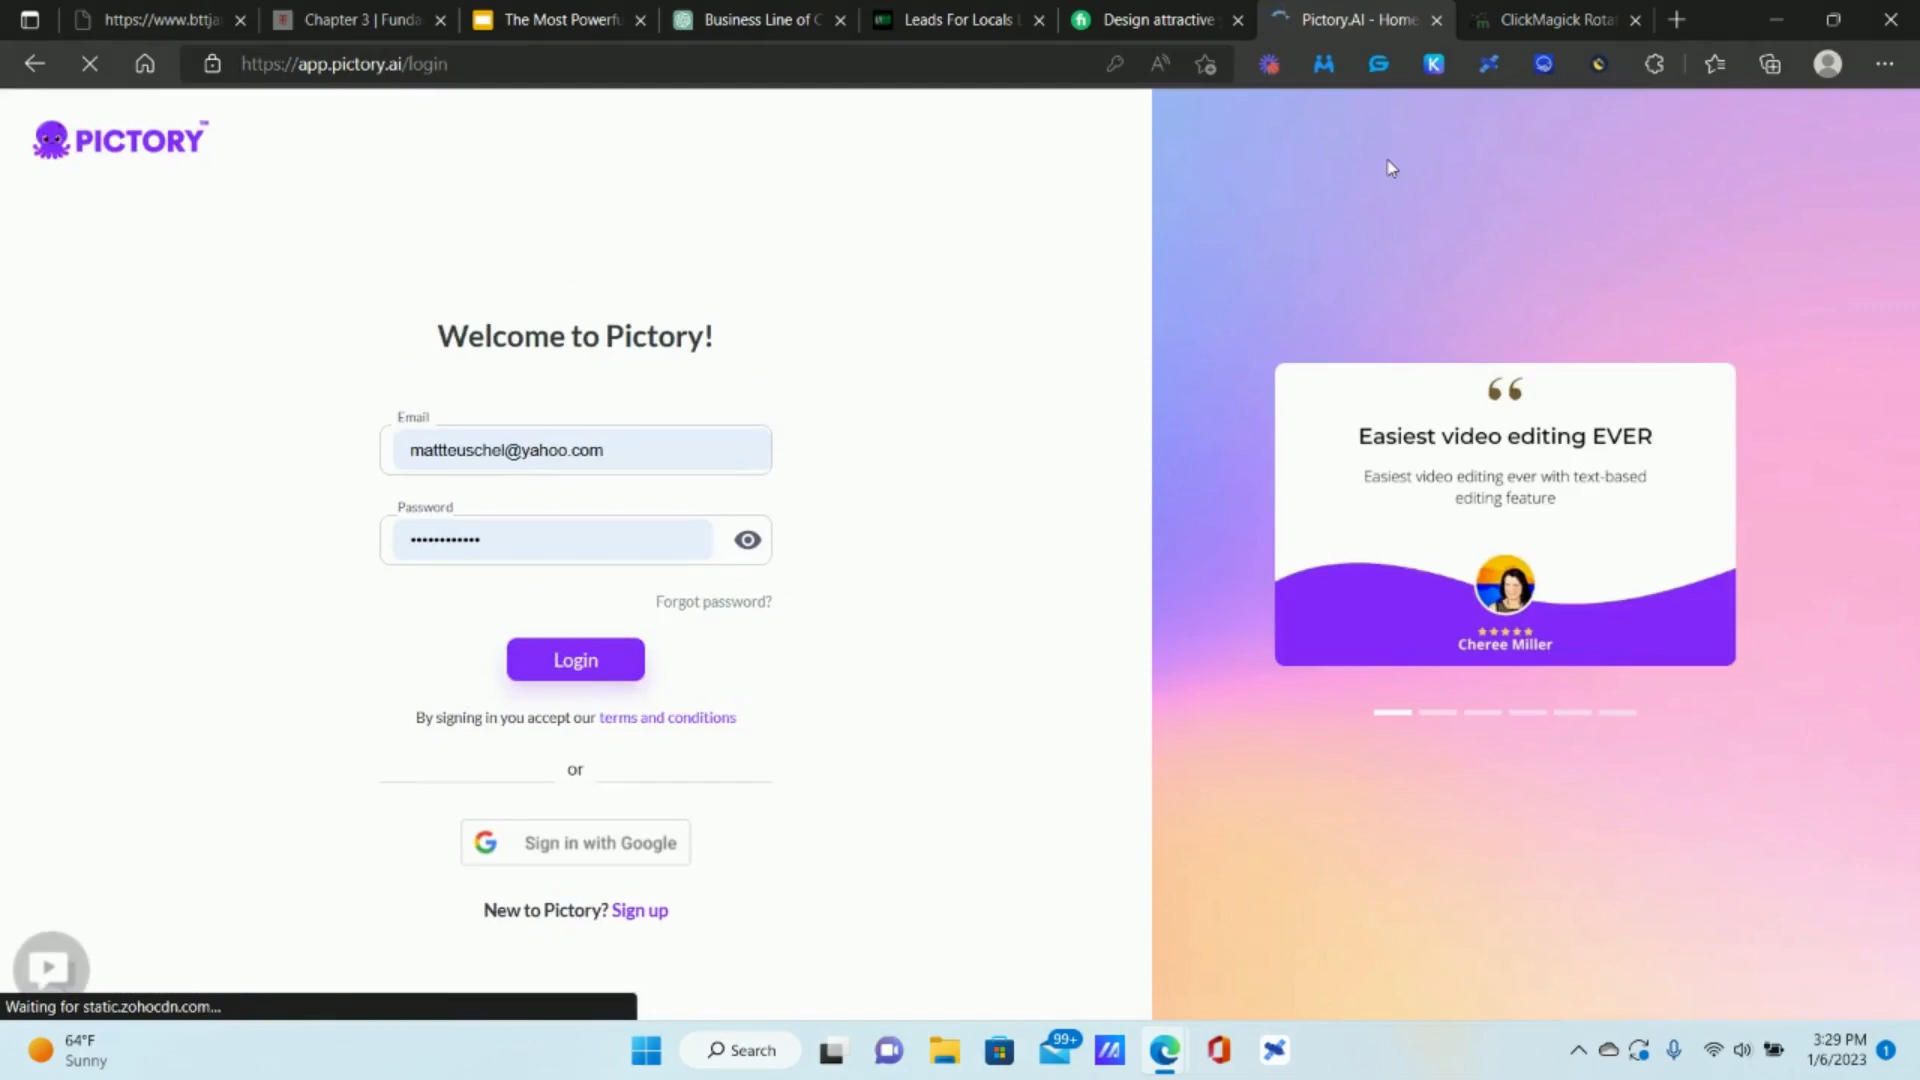 https://www.bttja
Chapter 3 | Funda
The Most Powerfu
Business Line of C
Leads For Locals
Design attractive
Pictory.AI - Home
ClickMagick Rota
https://app.pictory.ai/login
PICTORY™
Welcome to Pictory!
Email
mattteuschel@yahoo.com
Password
••••••••••••
Forgot password?
Login
By signing in you accept our terms and conditions
or
Sign in with Google
New to Pictory? Sign up
Easiest video editing EVER
Easiest video editing ever with text-based
editing feature
Cheree Miller
Waiting for static.zohocdn.com...
64°F
Sunny
Search
99+
3:29 PM
1/6/2023
1